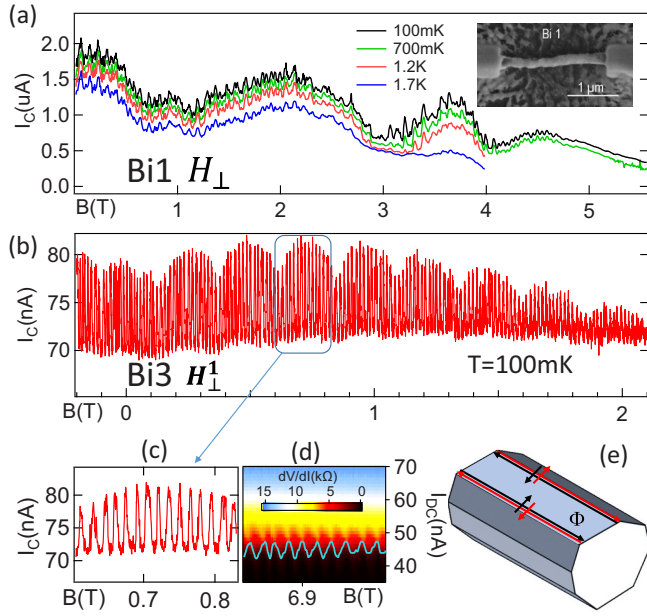 (a)
2.0
1.5
1.0
0.5
0.0
I_C(uA)
100mK
700mK
1.2K
1.7K
Bi 1
1 µm
Bi1 H⊥
B(T) 1 2 3 4 5
(b)
80
70
I_C(nA)
Bi3 H⊥^1
T=100mK
B(T) 0 1 2
(c)
80
75
70
I_C(nA)
B(T) 0.7 0.8
(d)
dV/dI(kΩ)
15 10 5 0
70
60
50
40
I_DC(nA)
6.9 B(T)
(e)
Φ